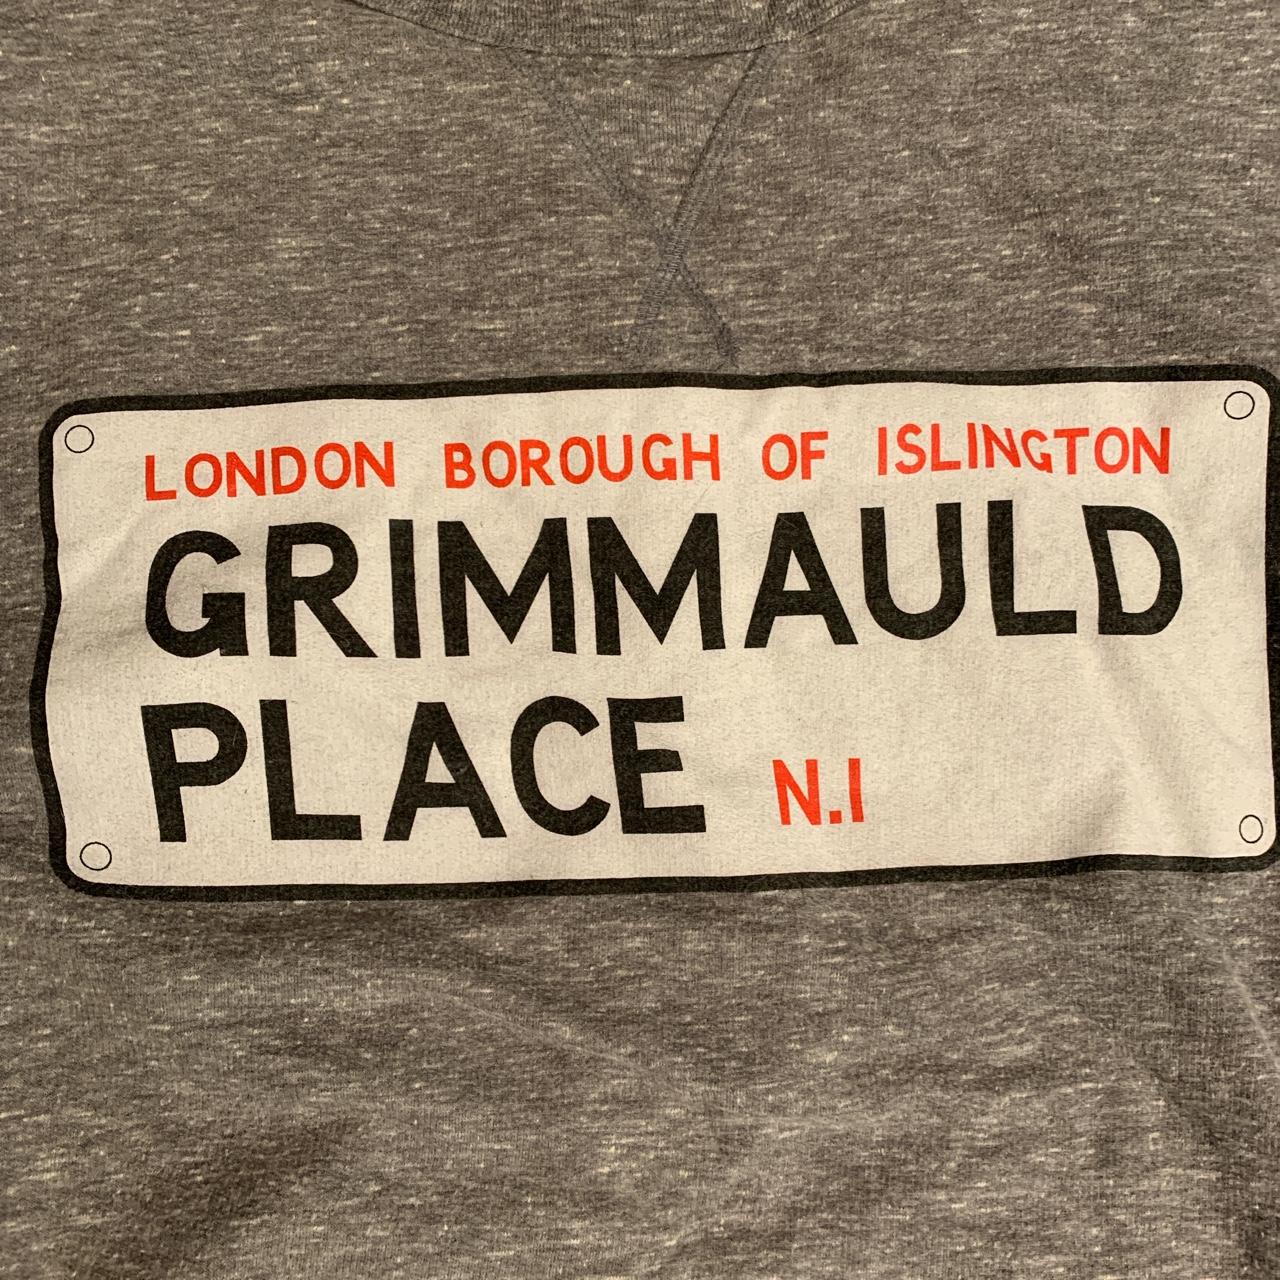 LONDON BOROUGH OF ISLINGTON
GRIMMAULD
PLACE N.1